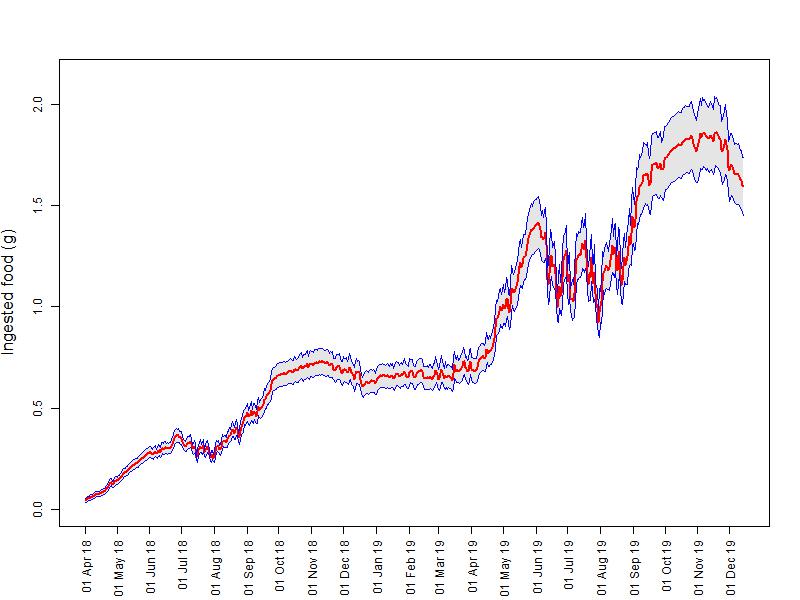 Ingested food (g)
2.0
1.5
1.0
0.5
0.0
01 Apr 18
01 May 18
01 Jun 18
01 Jul 18
01 Aug 18
01 Sep 18
01 Oct 18
01 Nov 18
01 Dec 18
01 Jan 19
01 Feb 19
01 Mar 19
01 Apr 19
01 May 19
01 Jun 19
01 Jul 19
01 Aug 19
01 Sep 19
01 Oct 19
01 Nov 19
01 Dec 19